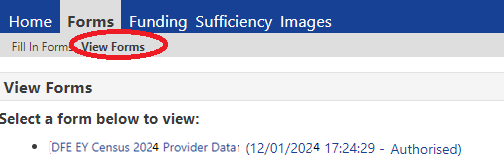 Home Forms Funding Sufficiency Images
Fill In Forms View Forms
View Forms
Select a form below to view:
• [DFE EY Census 2024 Provider Data (12/01/2024 17:24:29 - Authorised)